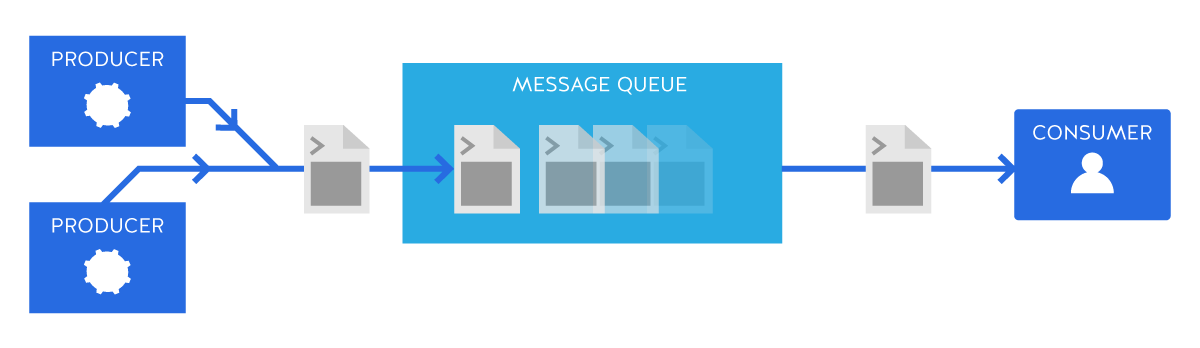 PRODUCER
PRODUCER
MESSAGE QUEUE
CONSUMER